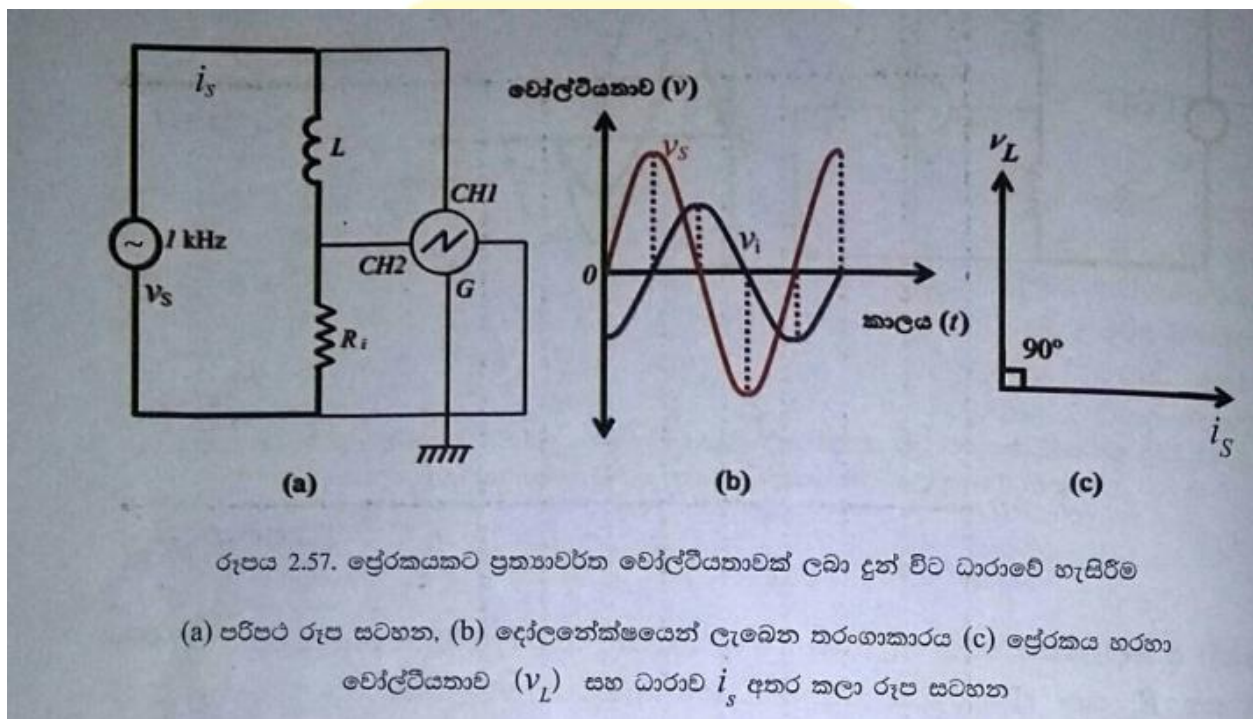 i_s
L
CH1
1 kHz
CH2
G
v_s
R_i
(a)
වෝල්ටීයතාව (v)
v_s
v_i
0
කාලය (t)
(b)
v_L
90°
i_s
(c)
රූපය 2.57. ප්‍රේරකයකට ප්‍රත්‍යාවර්ත වෝල්ටීයතාවක් ලබා දුන් විට ධාරාවේ හැසිරීම
(a) පරිපථ රූප සටහන, (b) දෝලනේක්ෂයෙන් ලැබෙන තරංගාකාරය (c) ප්‍රේරකය හරහා
වෝල්ටීයතාව (v_L) සහ ධාරාව i_s අතර කලා රූප සටහන